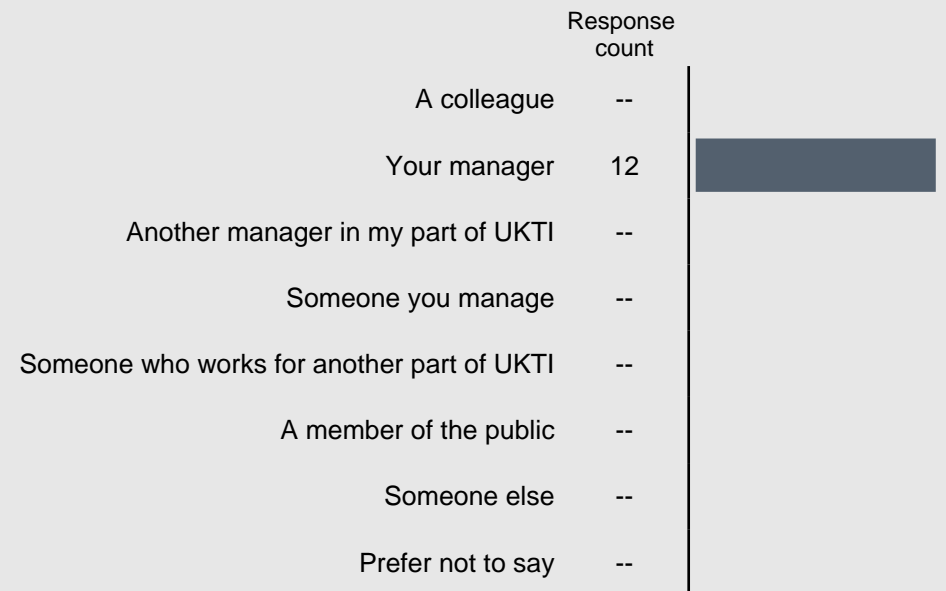 Response
count
A colleague --
Your manager 12
Another manager in my part of UKTI --
Someone you manage --
Someone who works for another part of UKTI --
A member of the public --
Someone else --
Prefer not to say --